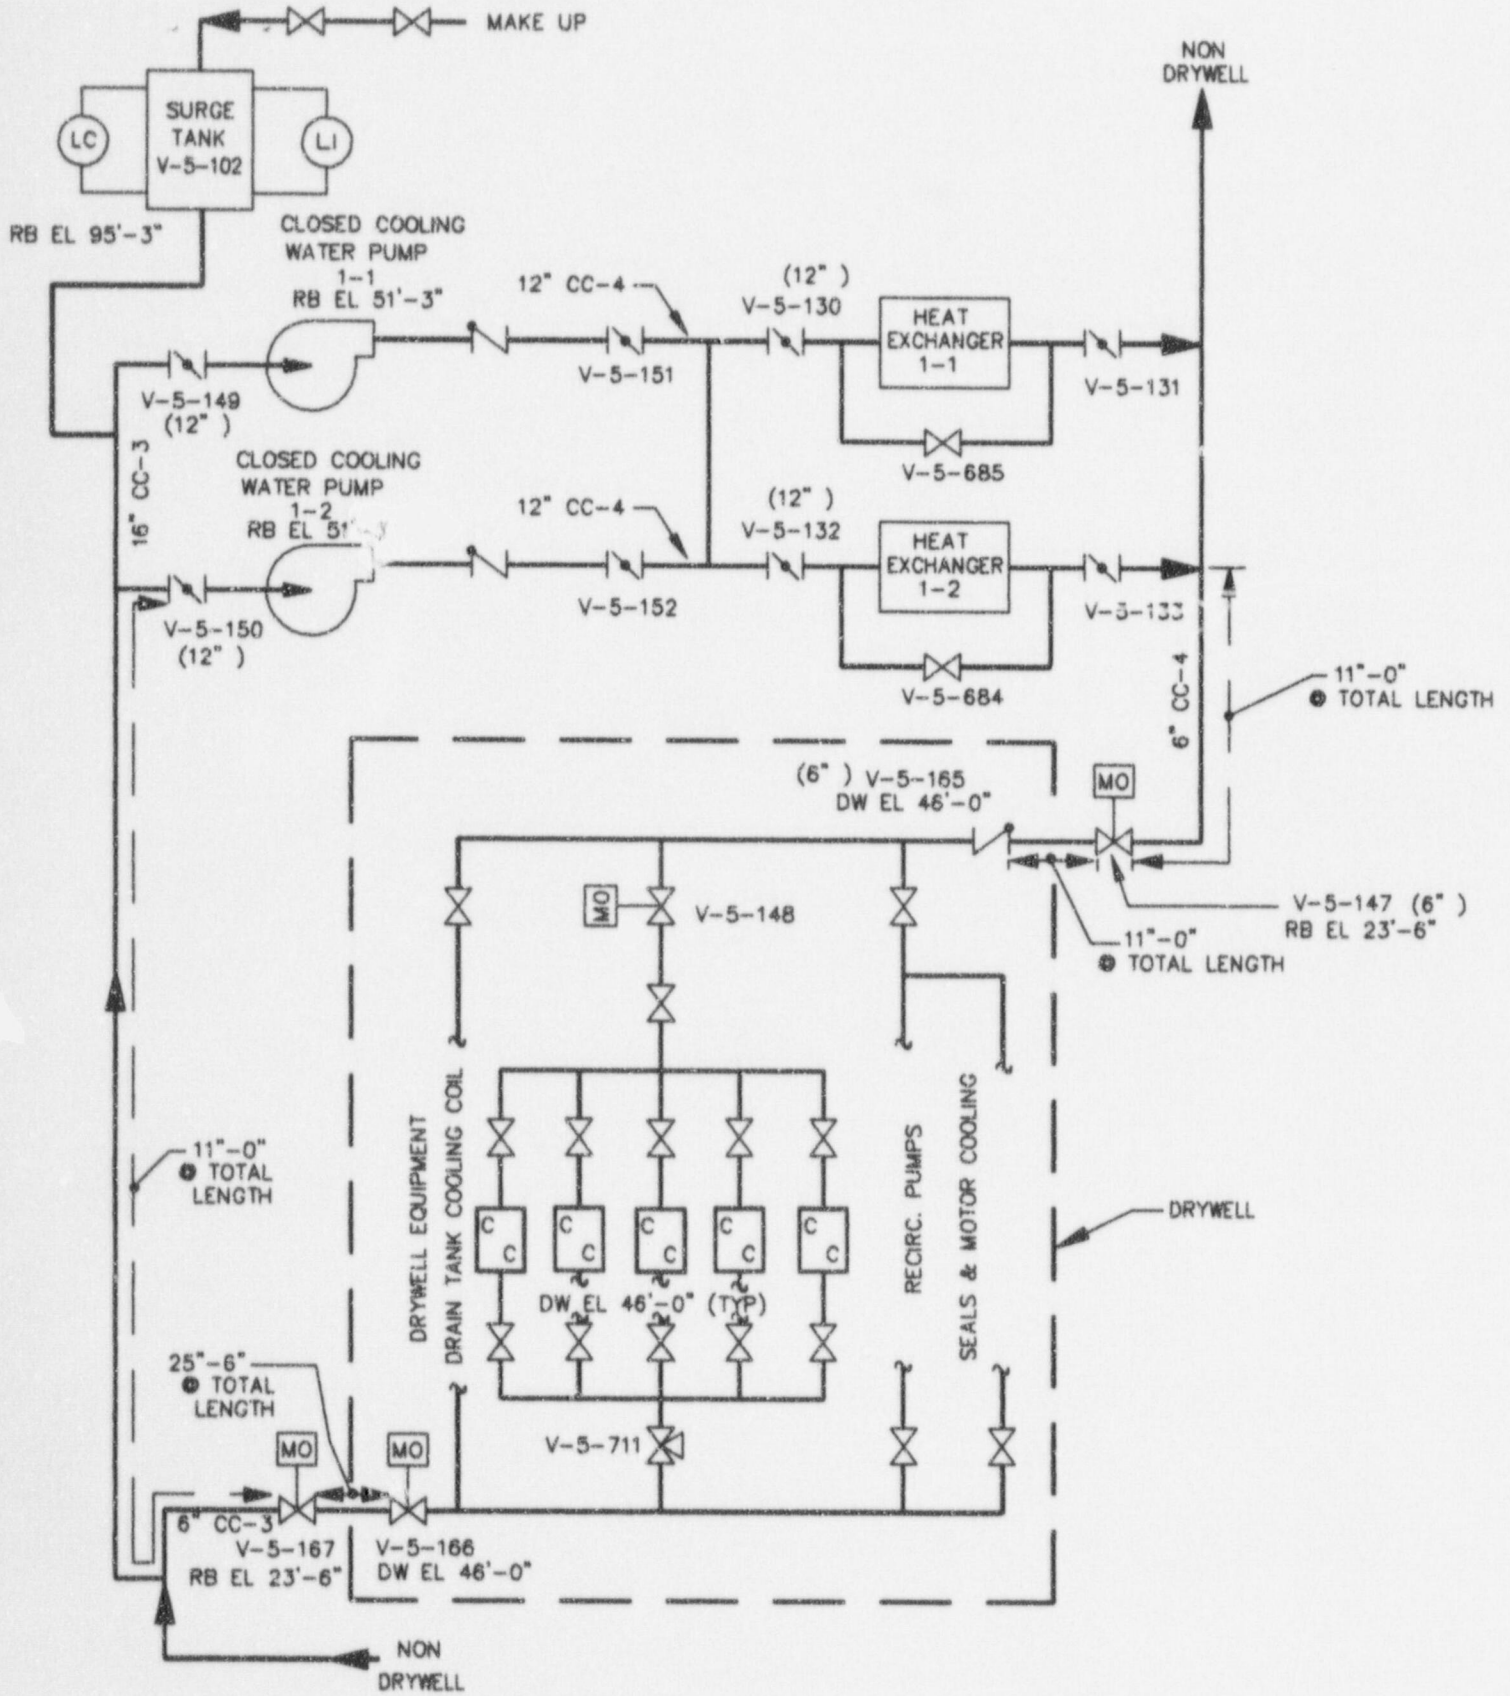 MAKE UP
NON
DRYWELL
SURGE
TANK
V-5-102
LC
LI
RB EL 95'-3"
CLOSED COOLING
WATER PUMP
1-1
RB EL 51'-3"
12" CC-4
(12" )
V-5-130
HEAT
EXCHANGER
1-1
V-5-149
(12" )
V-5-151
V-5-131
16" CC-3
CLOSED COOLING
WATER PUMP
1-2
RB EL 51'
V-5-685
12" CC-4
(12" )
V-5-132
HEAT
EXCHANGER
1-2
V-5-150
(12" )
V-5-152
V-5-133
V-5-684
6" CC-4
11"-0"
TOTAL LENGTH
(6" ) V-5-165
DW EL 46'-0"
MO
MO
V-5-148
V-5-147 (6" )
RB EL 23'-6"
11"-0"
TOTAL LENGTH
DRYWELL EQUIPMENT
DRAIN TANK COOLING COIL
RECIRC. PUMPS
SEALS & MOTOR COOLING
11"-0"
TOTAL
LENGTH
C C
C C
C C
C C
C C
DRYWELL
DW EL 46'-0" (TYP)
25"-6"
TOTAL
LENGTH
MO
MO
V-5-711
6" CC-3
V-5-167
RB EL 23'-6"
V-5-166
DW EL 46'-0"
NON
DRYWELL